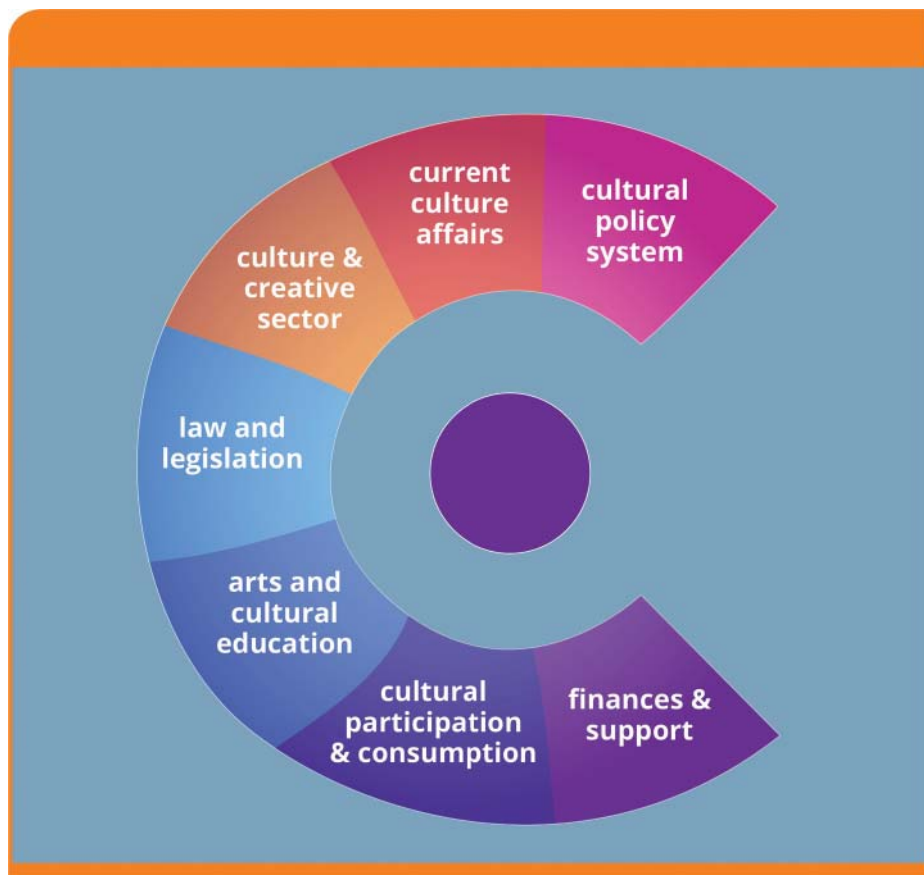 cultural
policy
system
current
culture
affairs
culture &
creative
sector
law and
legislation
arts and
cultural
education
cultural
participation
& consumption
finances &
support